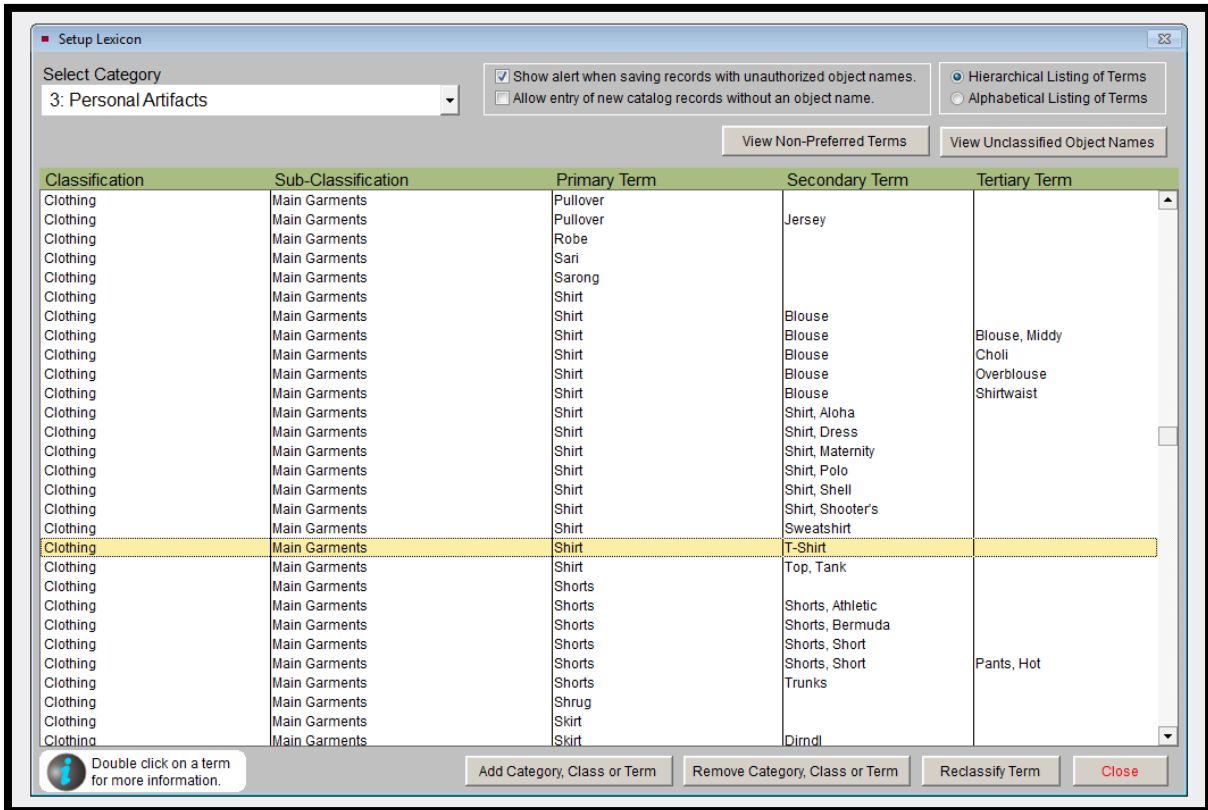 Setup Lexicon
Select Category
3: Personal Artifacts
Show alert when saving records with unauthorized object names.
Allow entry of new catalog records without an object name.
Hierarchical Listing of Terms
Alphabetical Listing of Terms
View Non-Preferred Terms View Unclassified Object Names
Classification Sub-Classification Primary Term Secondary Term Tertiary Term
Clothing Main Garments Pullover
Clothing Main Garments Pullover Jersey
Clothing Main Garments Robe
Clothing Main Garments Sari
Clothing Main Garments Sarong
Clothing Main Garments Shirt
Clothing Main Garments Shirt Blouse
Clothing Main Garments Shirt Blouse Blouse, Middy
Clothing Main Garments Shirt Blouse Choli
Clothing Main Garments Shirt Blouse Overblouse
Clothing Main Garments Shirt Blouse Shirtwaist
Clothing Main Garments Shirt Shirt, Aloha
Clothing Main Garments Shirt Shirt, Dress
Clothing Main Garments Shirt Shirt, Maternity
Clothing Main Garments Shirt Shirt, Polo
Clothing Main Garments Shirt Shirt, Shell
Clothing Main Garments Shirt Shirt, Shooter's
Clothing Main Garments Shirt Sweatshirt
Clothing Main Garments Shirt T-Shirt
Clothing Main Garments Shirt Top, Tank
Clothing Main Garments Shorts
Clothing Main Garments Shorts Shorts, Athletic
Clothing Main Garments Shorts Shorts, Bermuda
Clothing Main Garments Shorts Shorts, Short
Clothing Main Garments Shorts Shorts, Short Pants, Hot
Clothing Main Garments Shorts Trunks
Clothing Main Garments Shrug
Clothing Main Garments Skirt
Clothing Main Garments Skirt Dirndl
Double click on a term
for more information.
Add Category, Class or Term Remove Category, Class or Term Reclassify Term Close